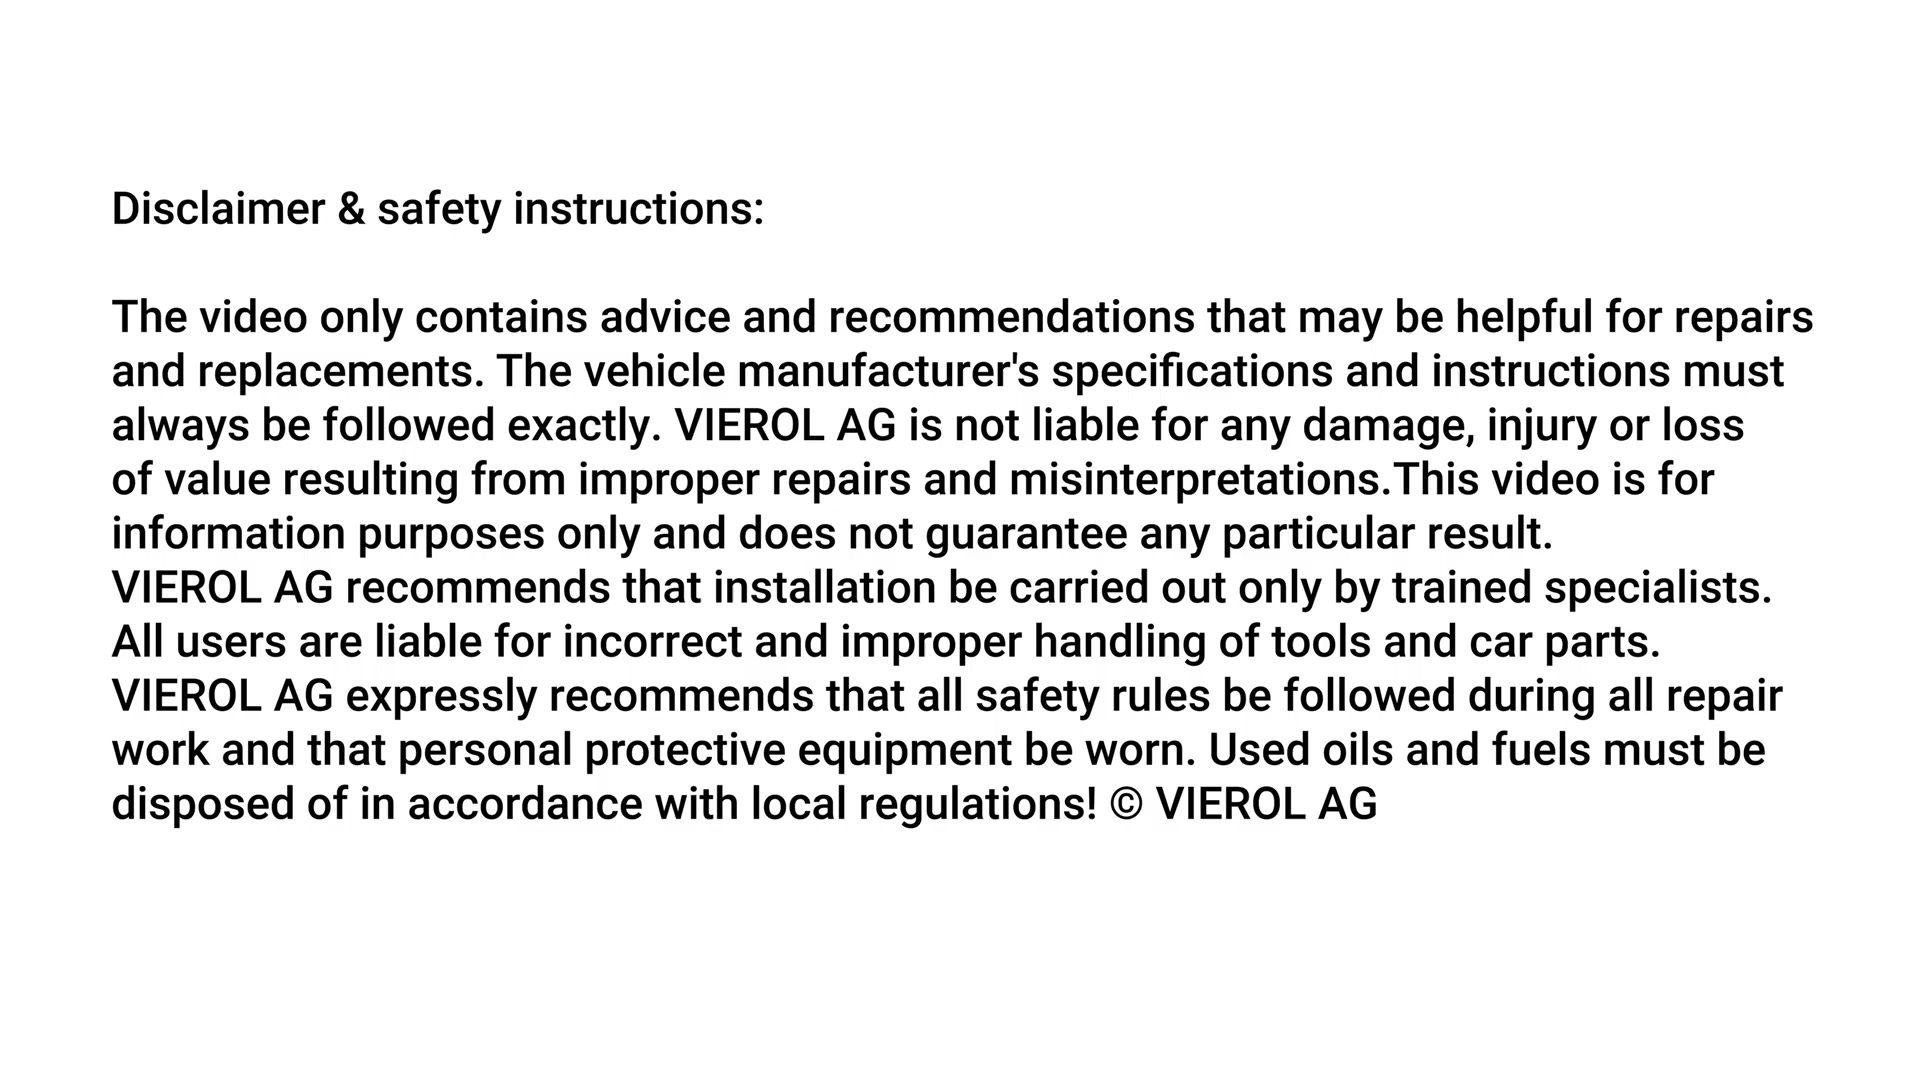 Disclaimer & safety instructions:
The video only contains advice and recommendations that may be helpful for repairs
and replacements. The vehicle manufacturer's specifications and instructions must
always be followed exactly. VIEROL AG is not liable for any damage, injury or loss
of value resulting from improper repairs and misinterpretations.This video is for
information purposes only and does not guarantee any particular result.
VIEROL AG recommends that installation be carried out only by trained specialists.
All users are liable for incorrect and improper handling of tools and car parts.
VIEROL AG expressly recommends that all safety rules be followed during all repair
work and that personal protective equipment be worn. Used oils and fuels must be
disposed of in accordance with local regulations! © VIEROL AG